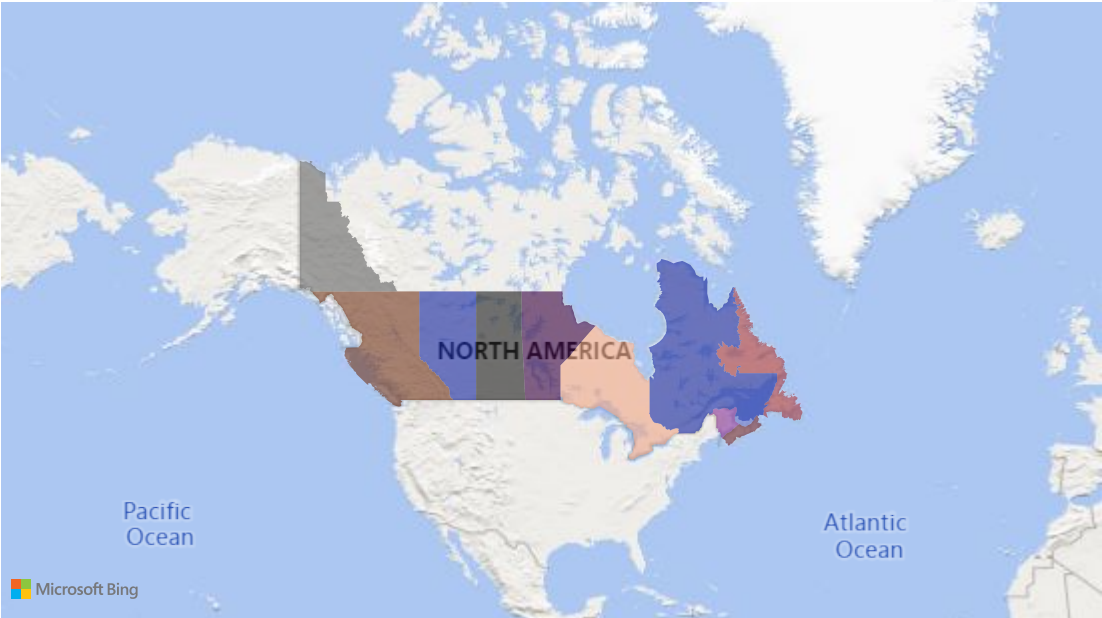 NORTH AMERICA
Pacific
Ocean
Atlantic
Ocean
Microsoft Bing